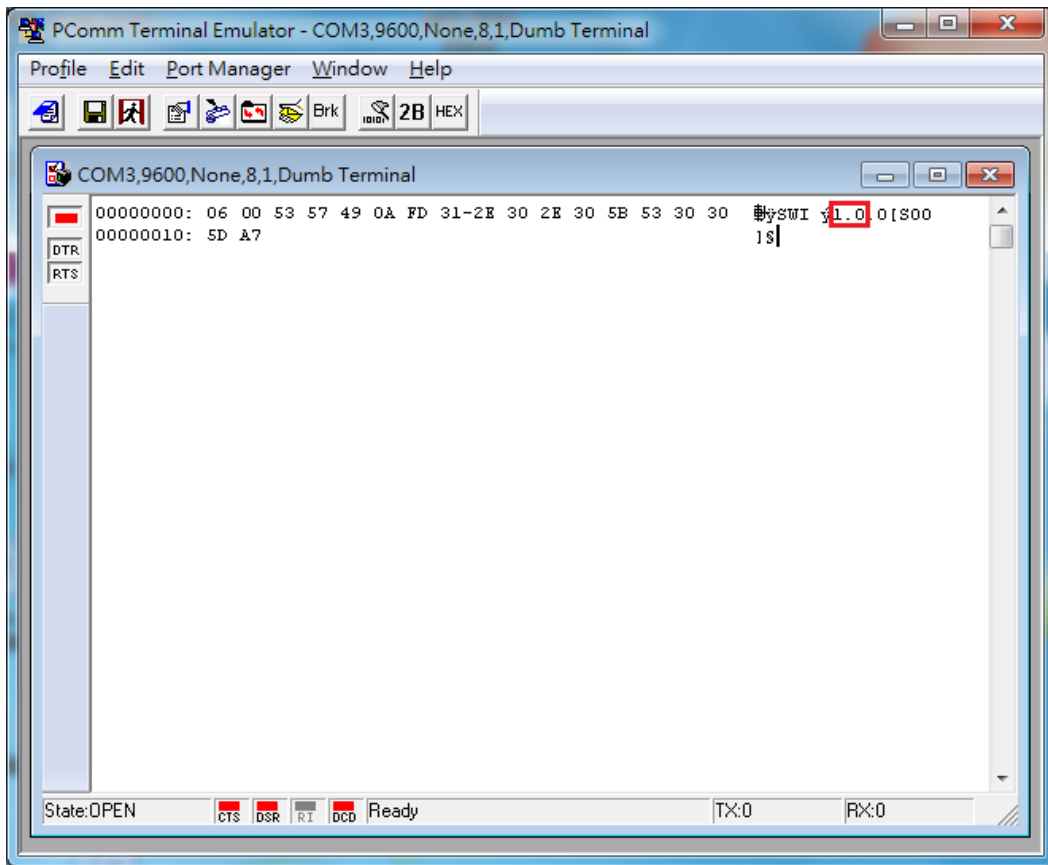 PComm Terminal Emulator - COM3,9600,None,8,1,Dumb Terminal
Profile Edit Port Manager Window Help
Brk 2B HEX
COM3,9600,None,8,1,Dumb Terminal
00000000: 06 00 53 57 49 0A FD 31-2E 30 2E 30 5B 53 30 30 ÿSWI ý1.0.0[S00
00000010: 5D A7 ]§
DTR
RTS
State:OPEN CTS DSR RI DCD Ready TX:0 RX:0